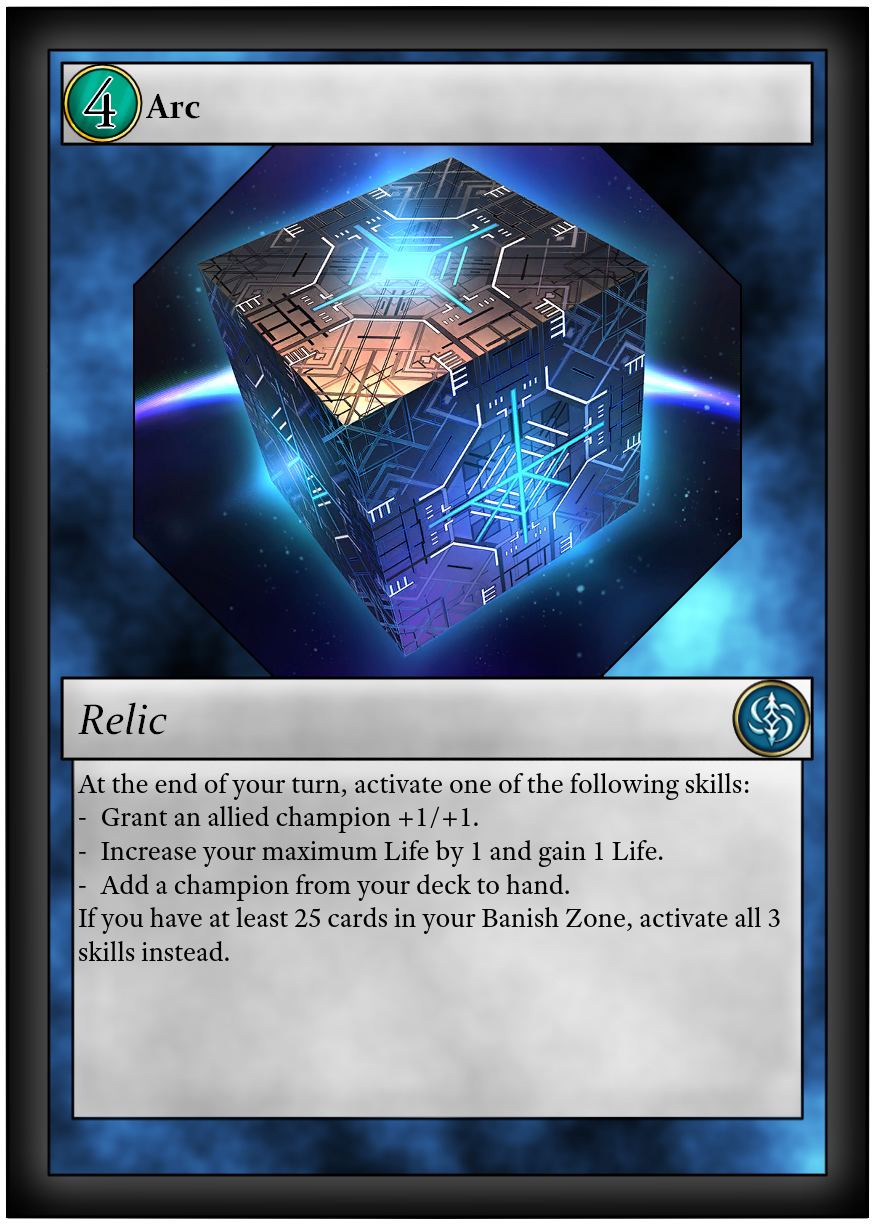 4 Arc
Relic
At the end of your turn, activate one of the following skills:
- Grant an allied champion +1/+1.
- Increase your maximum Life by 1 and gain 1 Life.
- Add a champion from your deck to hand.
If you have at least 25 cards in your Banish Zone, activate all 3
skills instead.